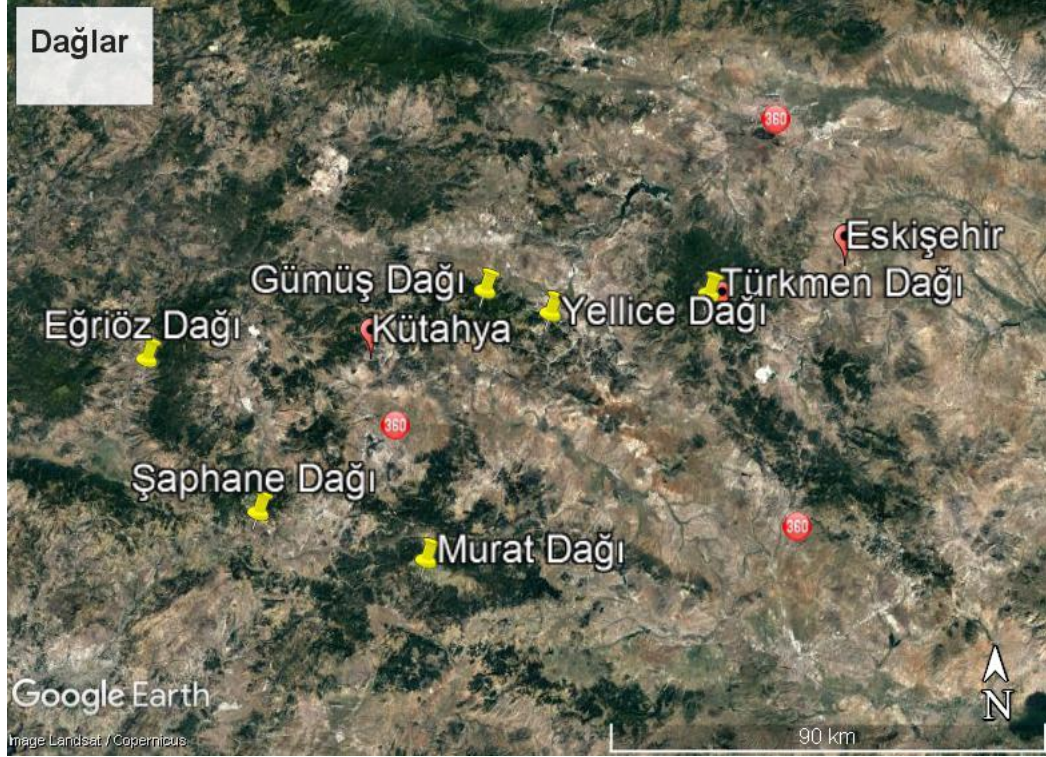 Dağlar
360
Eskişehir
Gümüş Dağı
Türkmen Dağı
Yellice Dağı
Eğriöz Dağı
Kütahya
360
Şaphane Dağı
360
Murat Dağı
N
Google Earth
90 km
mage Landsat / Copernicus